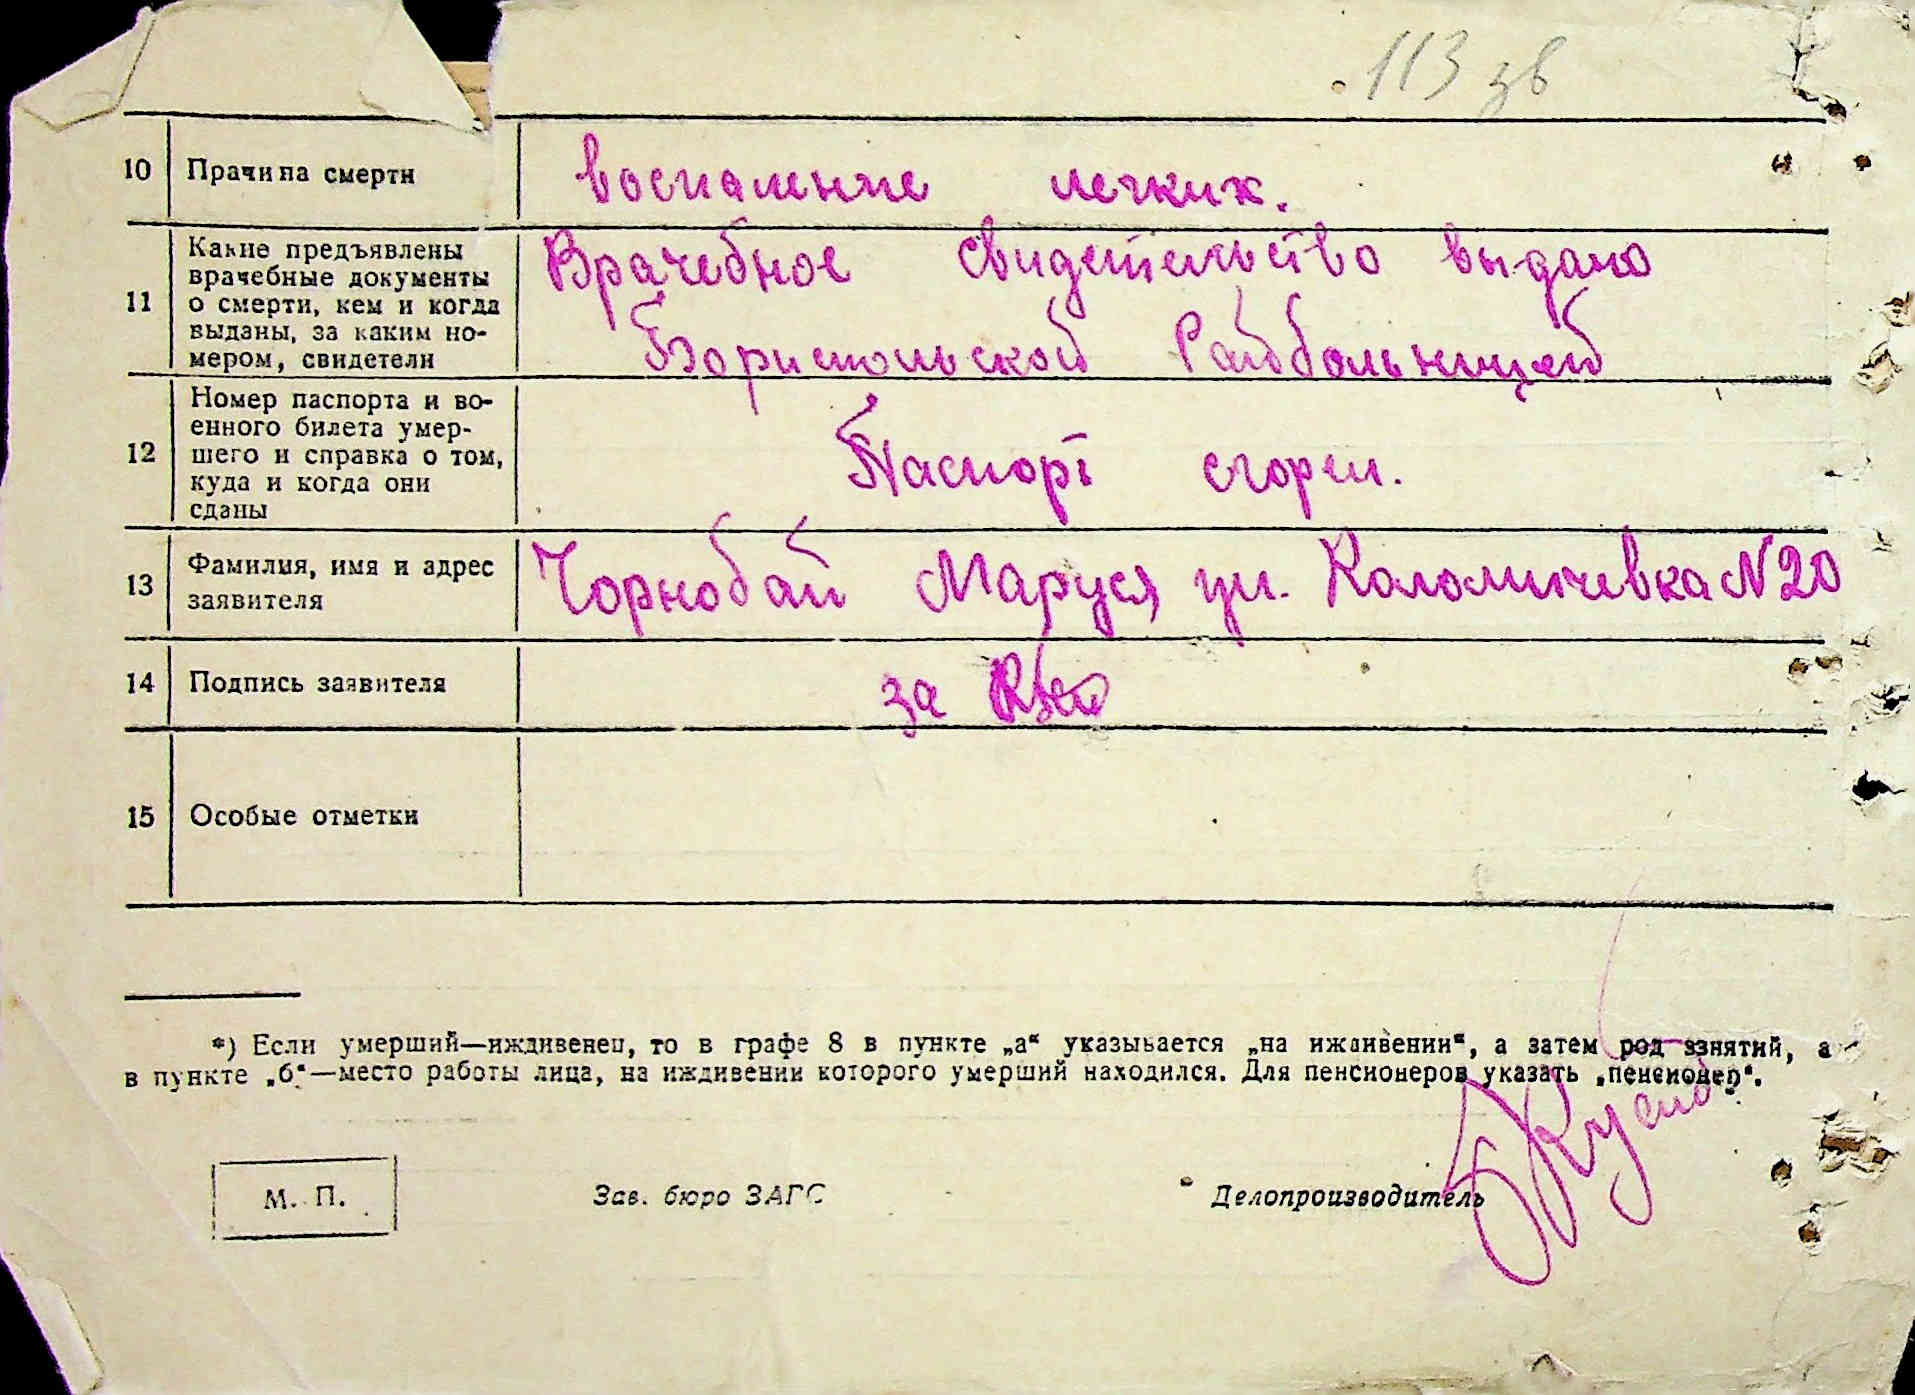 113 зв
10 Причина смерти воспаление легких.
11 Какие предъявлены врачебные документы о смерти, кем и когда выданы, за каким но-
мером, свидетели
Врачебное свидетельство выдано
Бориспольской Райбольницей
12 Номер паспорта и во-
енного билета умер-
шего и справка о том,
куда и когда они
сданы
Паспорт сгорел.
13 Фамилия, имя и адрес
заявителя
Чорнобай Маруся ул. Коломичевка N20
14 Подпись заявителя за
15 Особые отметки
*) Если умерший—иждивенец, то в графе 8 в пункте „а“ указывается „на иждивении“, а затем род занятий, а
в пункте „б“—место работы лица, на иждивении которого умерший находился. Для пенсионеров указать „пенсионер“.
М. П. Зав. бюро ЗАГС Делопроизводитель